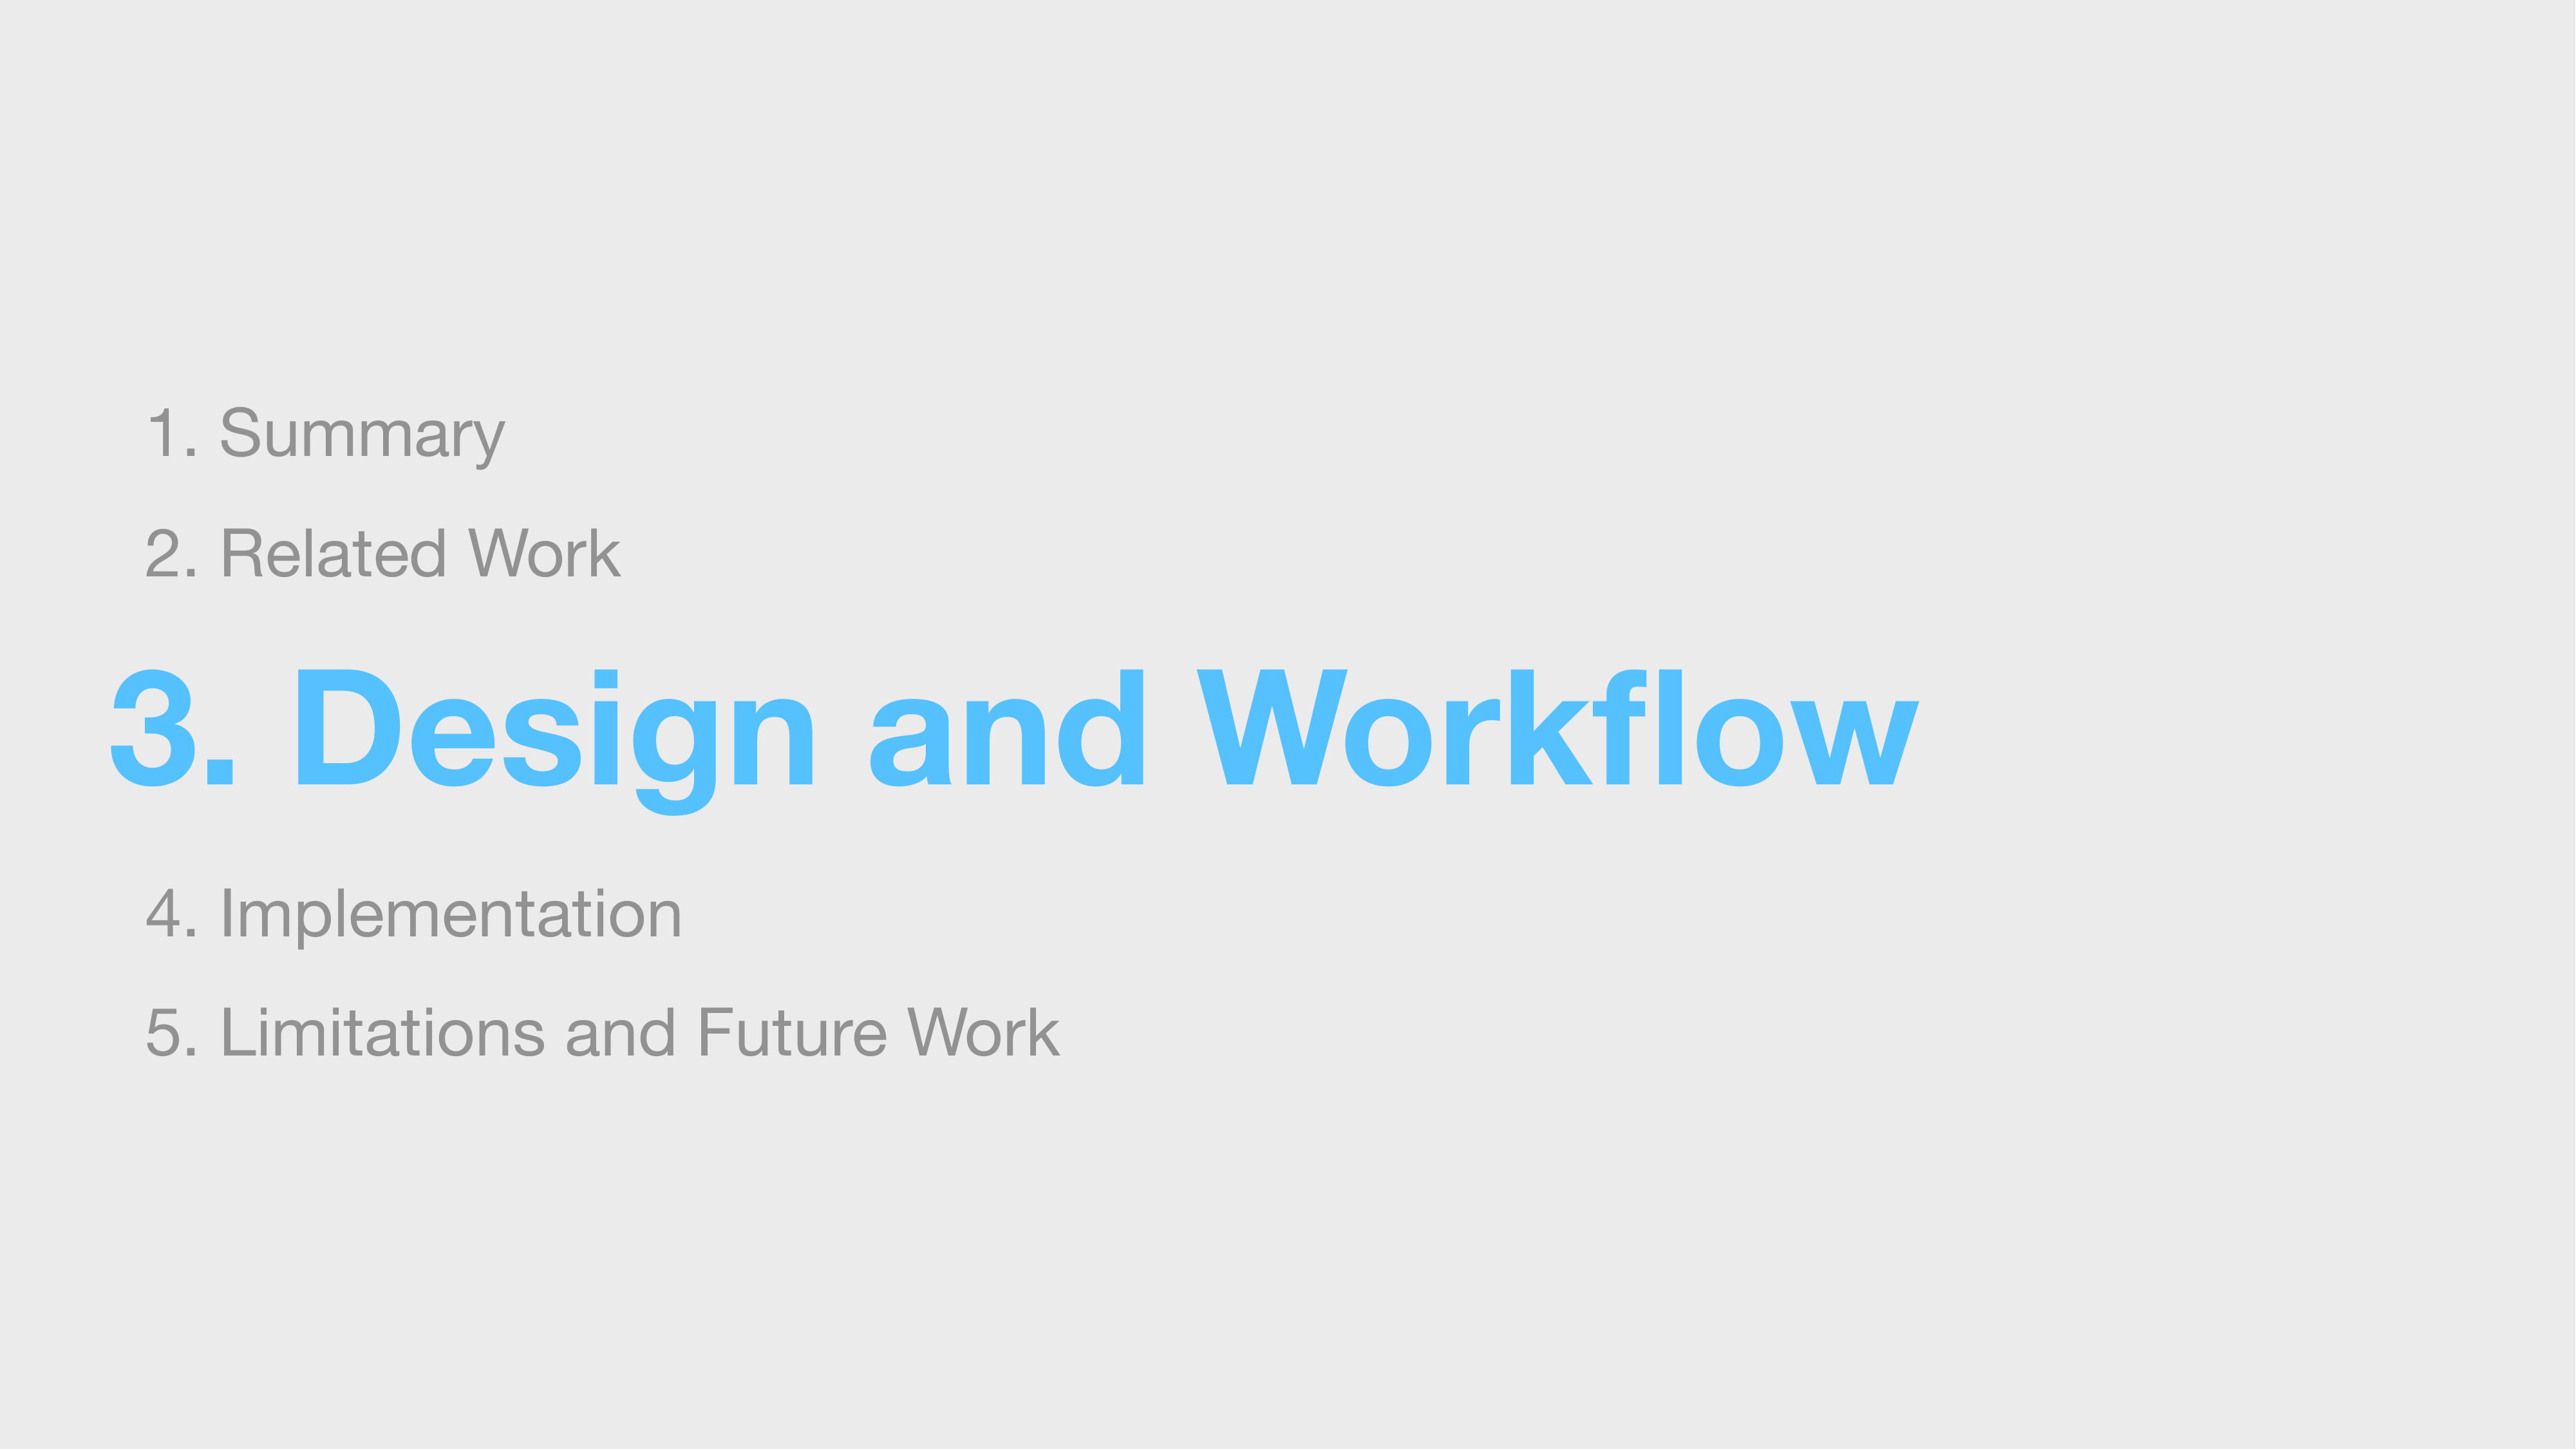 1. Summary
2. Related Work
3. Design and Workflow
4. Implementation
5. Limitations and Future Work